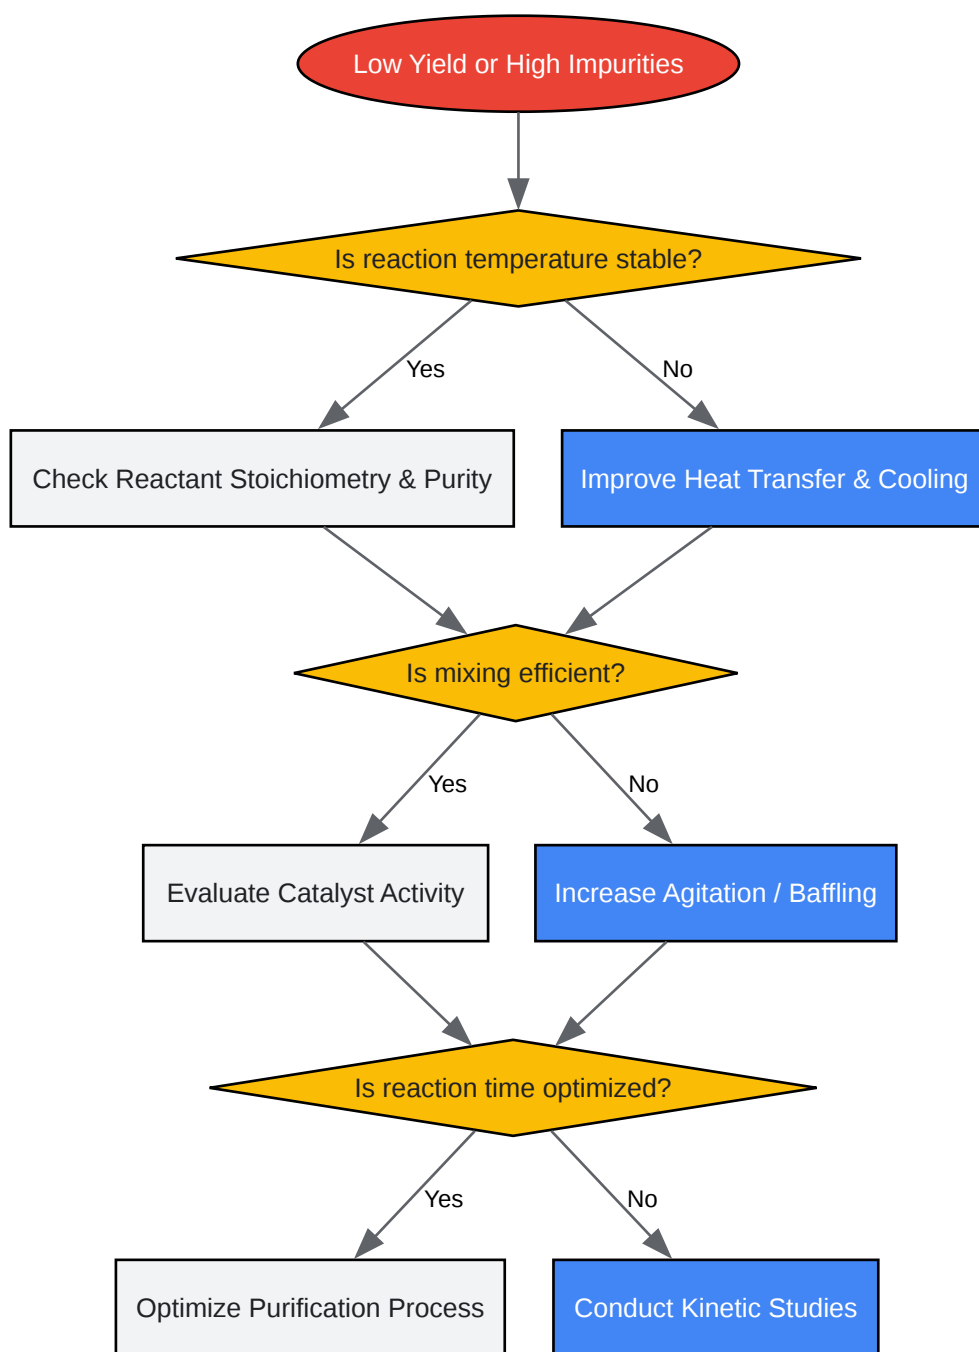 Low Yield or High Impurities
Is reaction temperature stable?
Yes
No
Check Reactant Stoichiometry & Purity
Improve Heat Transfer & Cooling
Is mixing efficient?
Yes
No
Evaluate Catalyst Activity
Increase Agitation / Baffling
Is reaction time optimized?
Yes
No
Optimize Purification Process
Conduct Kinetic Studies